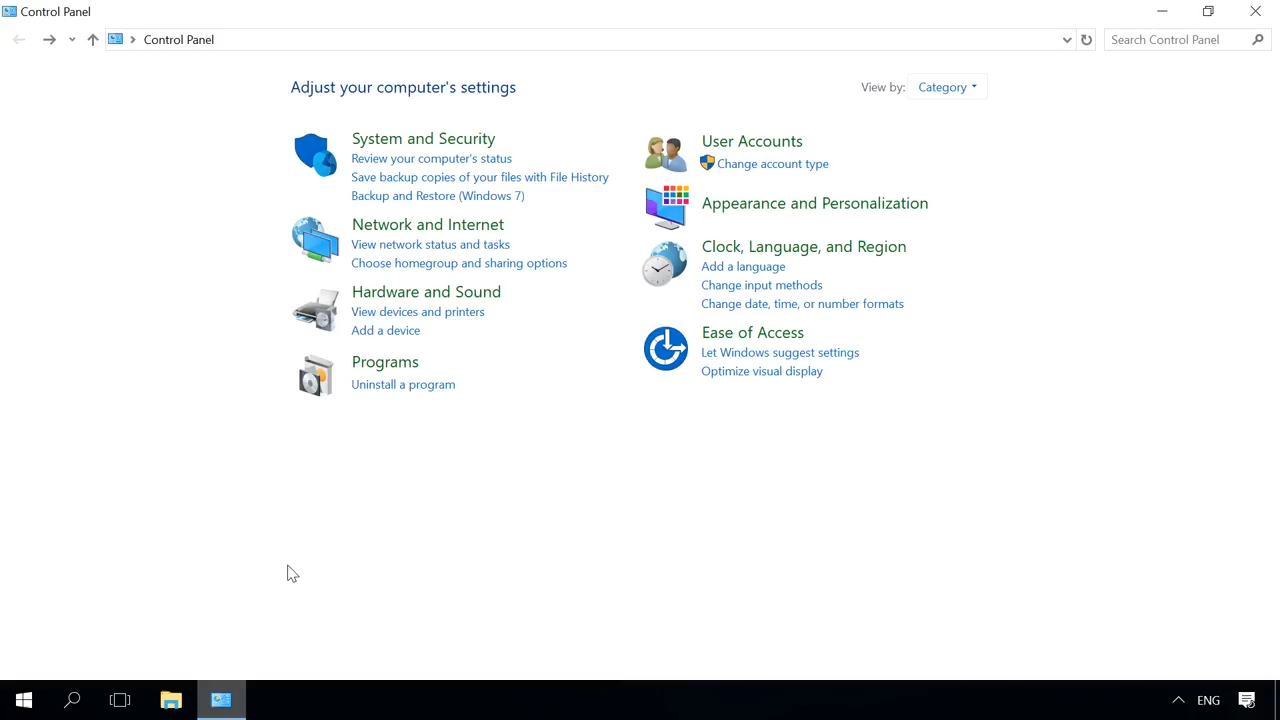 Control Panel
Control Panel
Search Control Panel
Adjust your computer's settings
View by: Category
System and Security
Review your computer's status
Save backup copies of your files with File History
Backup and Restore (Windows 7)
Network and Internet
View network status and tasks
Choose homegroup and sharing options
Hardware and Sound
View devices and printers
Add a device
Programs
Uninstall a program
User Accounts
Change account type
Appearance and Personalization
Clock, Language, and Region
Add a language
Change input methods
Change date, time, or number formats
Ease of Access
Let Windows suggest settings
Optimize visual display
ENG